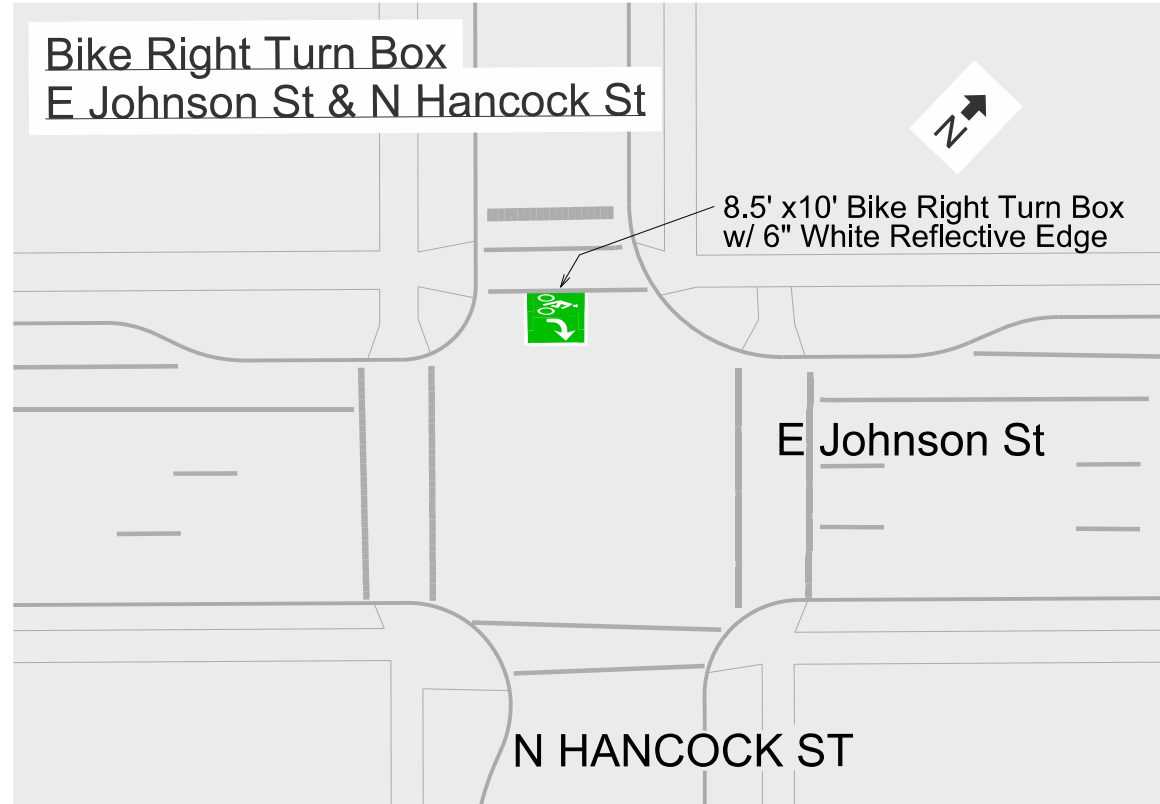 Bike Right Turn Box
E Johnson St & N Hancock St
N
8.5' x10' Bike Right Turn Box
w/ 6" White Reflective Edge
E Johnson St
N HANCOCK ST